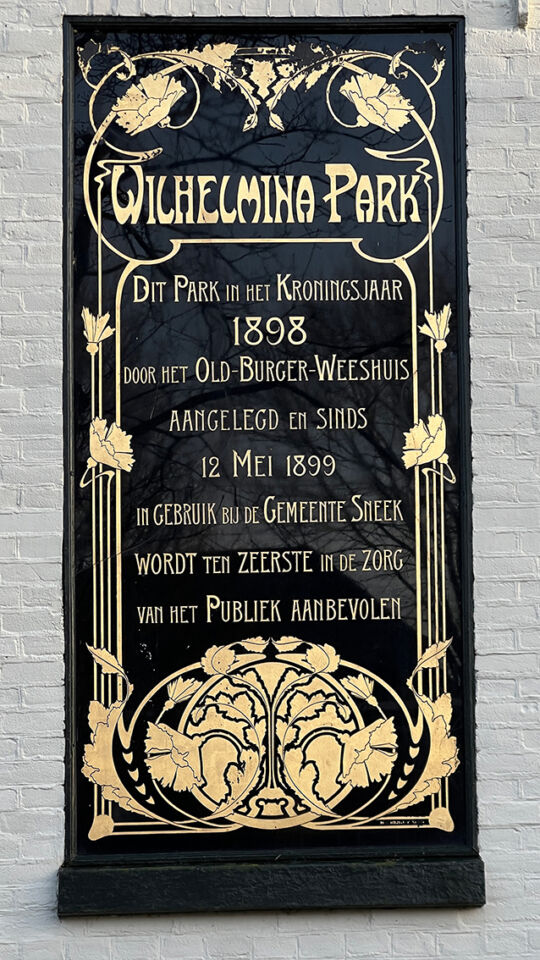 Wilhelmina Park
Dit Park in het Kroningsjaar
1898
door het Old-Burger-Weeshuis
aangelegd en sinds
12 Mei 1899
in gebruik bij de Gemeente Sneek
wordt ten zeerste in de zorg
van het Publiek aanbevolen